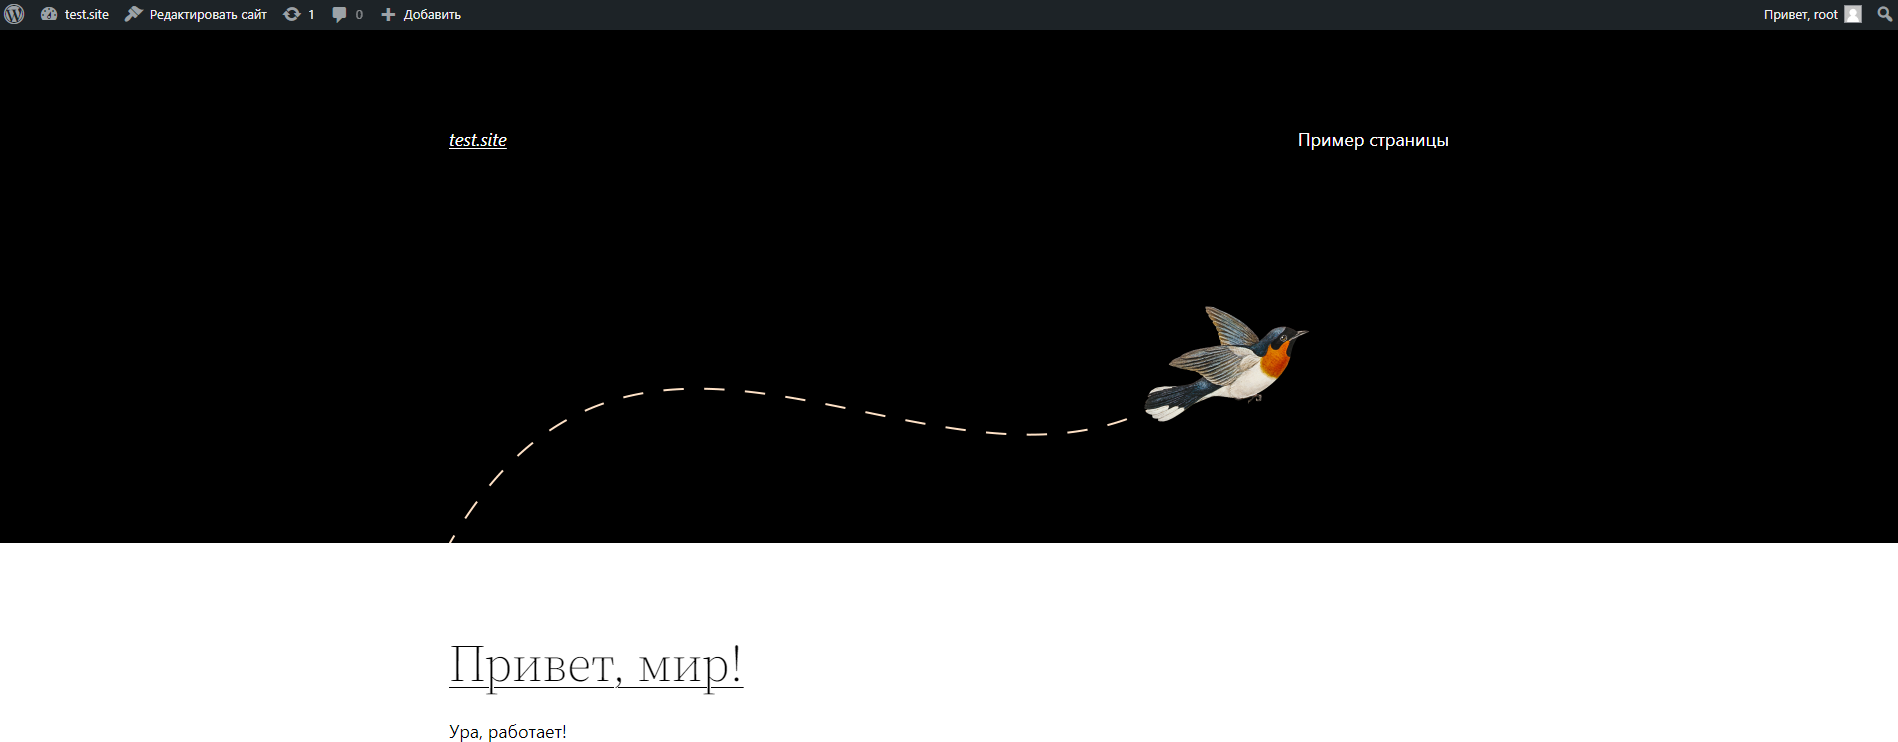 test.site Редактировать сайт 1 0 Добавить Привет, root
test.site Пример страницы
Привет, мир!
Ура, работает!